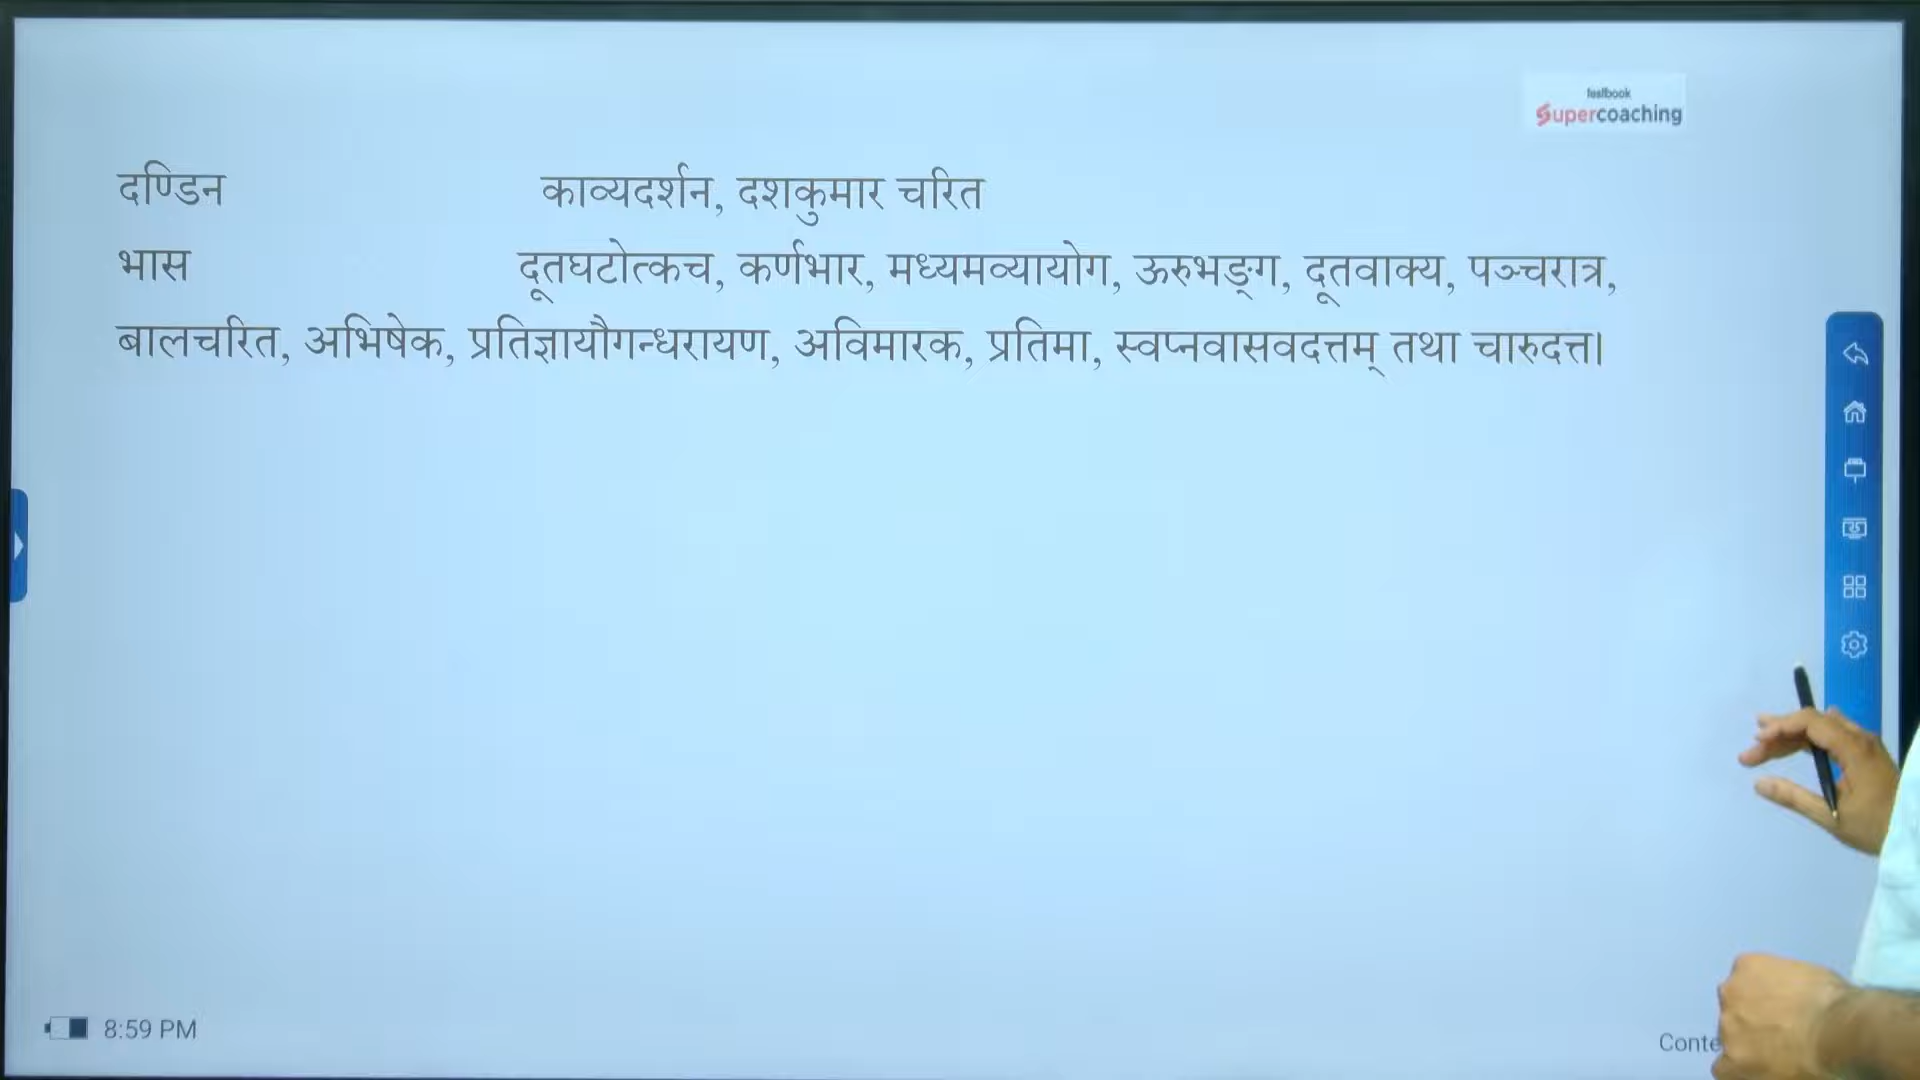 testbook
Supercoaching
दण्डिन काव्यदर्शन, दशकुमार चरित
भास दूतघटोत्कच, कर्णभार, मध्यमव्यायोग, ऊरुभङ्ग, दूतवाक्य, पञ्चरात्र,
बालचरित, अभिषेक, प्रतिज्ञायौगन्धरायण, अविमारक, प्रतिमा, स्वप्नवासवदत्तम् तथा चारुदत्त।
8:59 PM